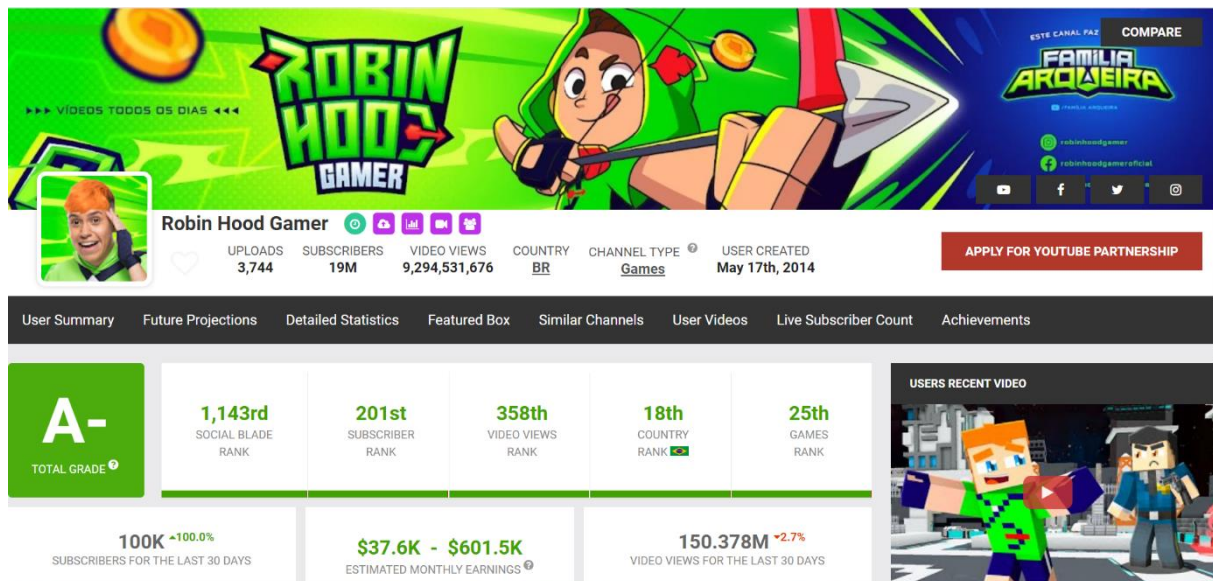 ESTE CANAL FAZ
COMPARE
ROBIN
HOOD
GAMER
FAMILIA
ARQUEIRA
▸▸▸ VÍDEOS TODOS OS DIAS ◂◂◂
/FAMILIA ARQUEIRA
robinhoodgamer
robinhoodgameroficial
Robin Hood Gamer
UPLOADS SUBSCRIBERS VIDEO VIEWS COUNTRY CHANNEL TYPE ? USER CREATED
3,744 19M 9,294,531,676 BR Games May 17th, 2014
APPLY FOR YOUTUBE PARTNERSHIP
User Summary Future Projections Detailed Statistics Featured Box Similar Channels User Videos Live Subscriber Count Achievements
A-
TOTAL GRADE ?
1,143rd 201st 358th 18th 25th
SOCIAL BLADE SUBSCRIBER VIDEO VIEWS COUNTRY GAMES
RANK RANK RANK RANK RANK
USERS RECENT VIDEO
100K ▴100.0%
SUBSCRIBERS FOR THE LAST 30 DAYS
$37.6K - $601.5K
ESTIMATED MONTHLY EARNINGS ?
150.378M ▾2.7%
VIDEO VIEWS FOR THE LAST 30 DAYS